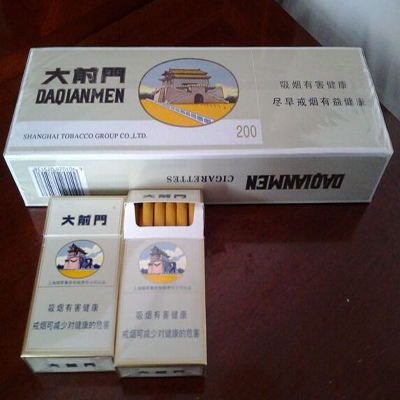 大前門
DAQIANMEN
SHANGHAI TOBACCO GROUP CO.,LTD.
200
吸烟有害健康
尽早戒烟有益健康
CIGARETTES
DAQIANMEN
大前門
吸烟有害健康
戒烟可减少对健康的危害
大前門
吸烟有害健康
戒烟可减少对健康的危害